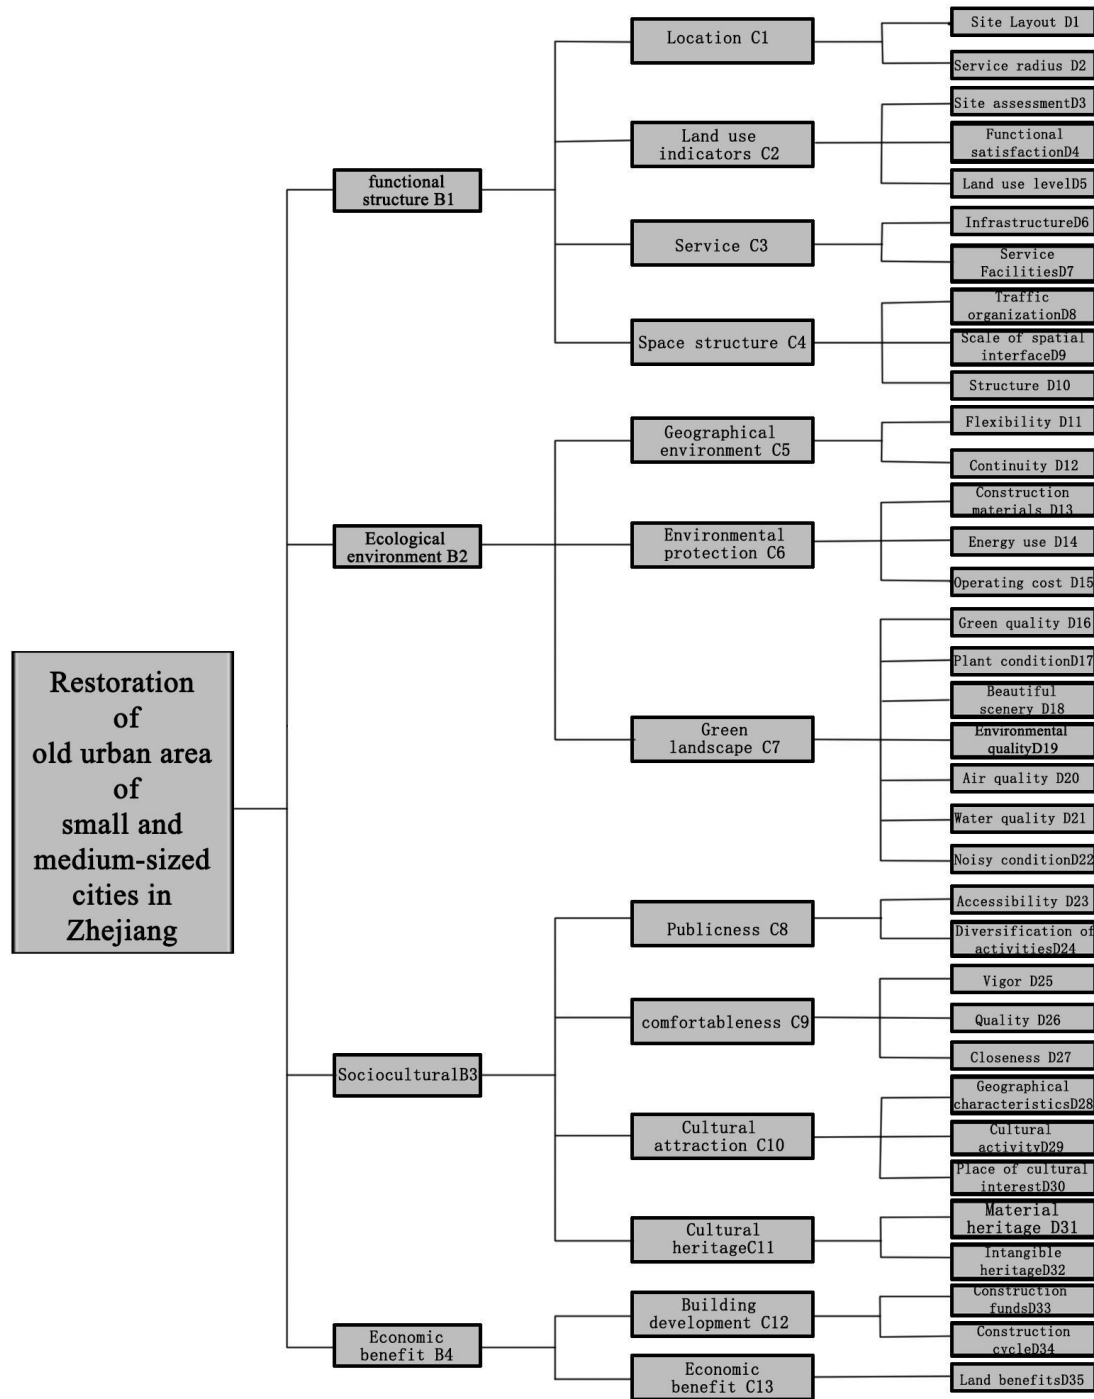 Restoration
of
old urban area
of
small and
medium-sized
cities in
Zhejiang
functional
structure B1
Ecological
environment B2
SocioculturalB3
Economic
benefit B4
Location C1
Land use
indicators C2
Service C3
Space structure C4
Geographical
environment C5
Environmental
protection C6
Green
landscape C7
Publicness C8
comfortableness C9
Cultural
attraction C10
Cultural
heritageC11
Building
development C12
Economic
benefit C13
Site Layout D1
Service radius D2
Site assessmentD3
Functional
satisfactionD4
Land use levelD5
InfrastructureD6
Service
FacilitiesD7
Traffic
organizationD8
Scale of spatial
interfaceD9
Structure D10
Flexibility D11
Continuity D12
Construction
materials D13
Energy use D14
Operating cost D15
Green quality D16
Plant conditionD17
Beautiful
scenery D18
Environmental
qualityD19
Air quality D20
Water quality D21
Noisy conditionD22
Accessibility D23
Diversification of
activitiesD24
Vigor D25
Quality D26
Closeness D27
Geographical
characteristicsD28
Cultural
activityD29
Place of cultural
interestD30
Material
heritage D31
Intangible
heritageD32
Construction
fundsD33
Construction
cycleD34
Land benefitsD35